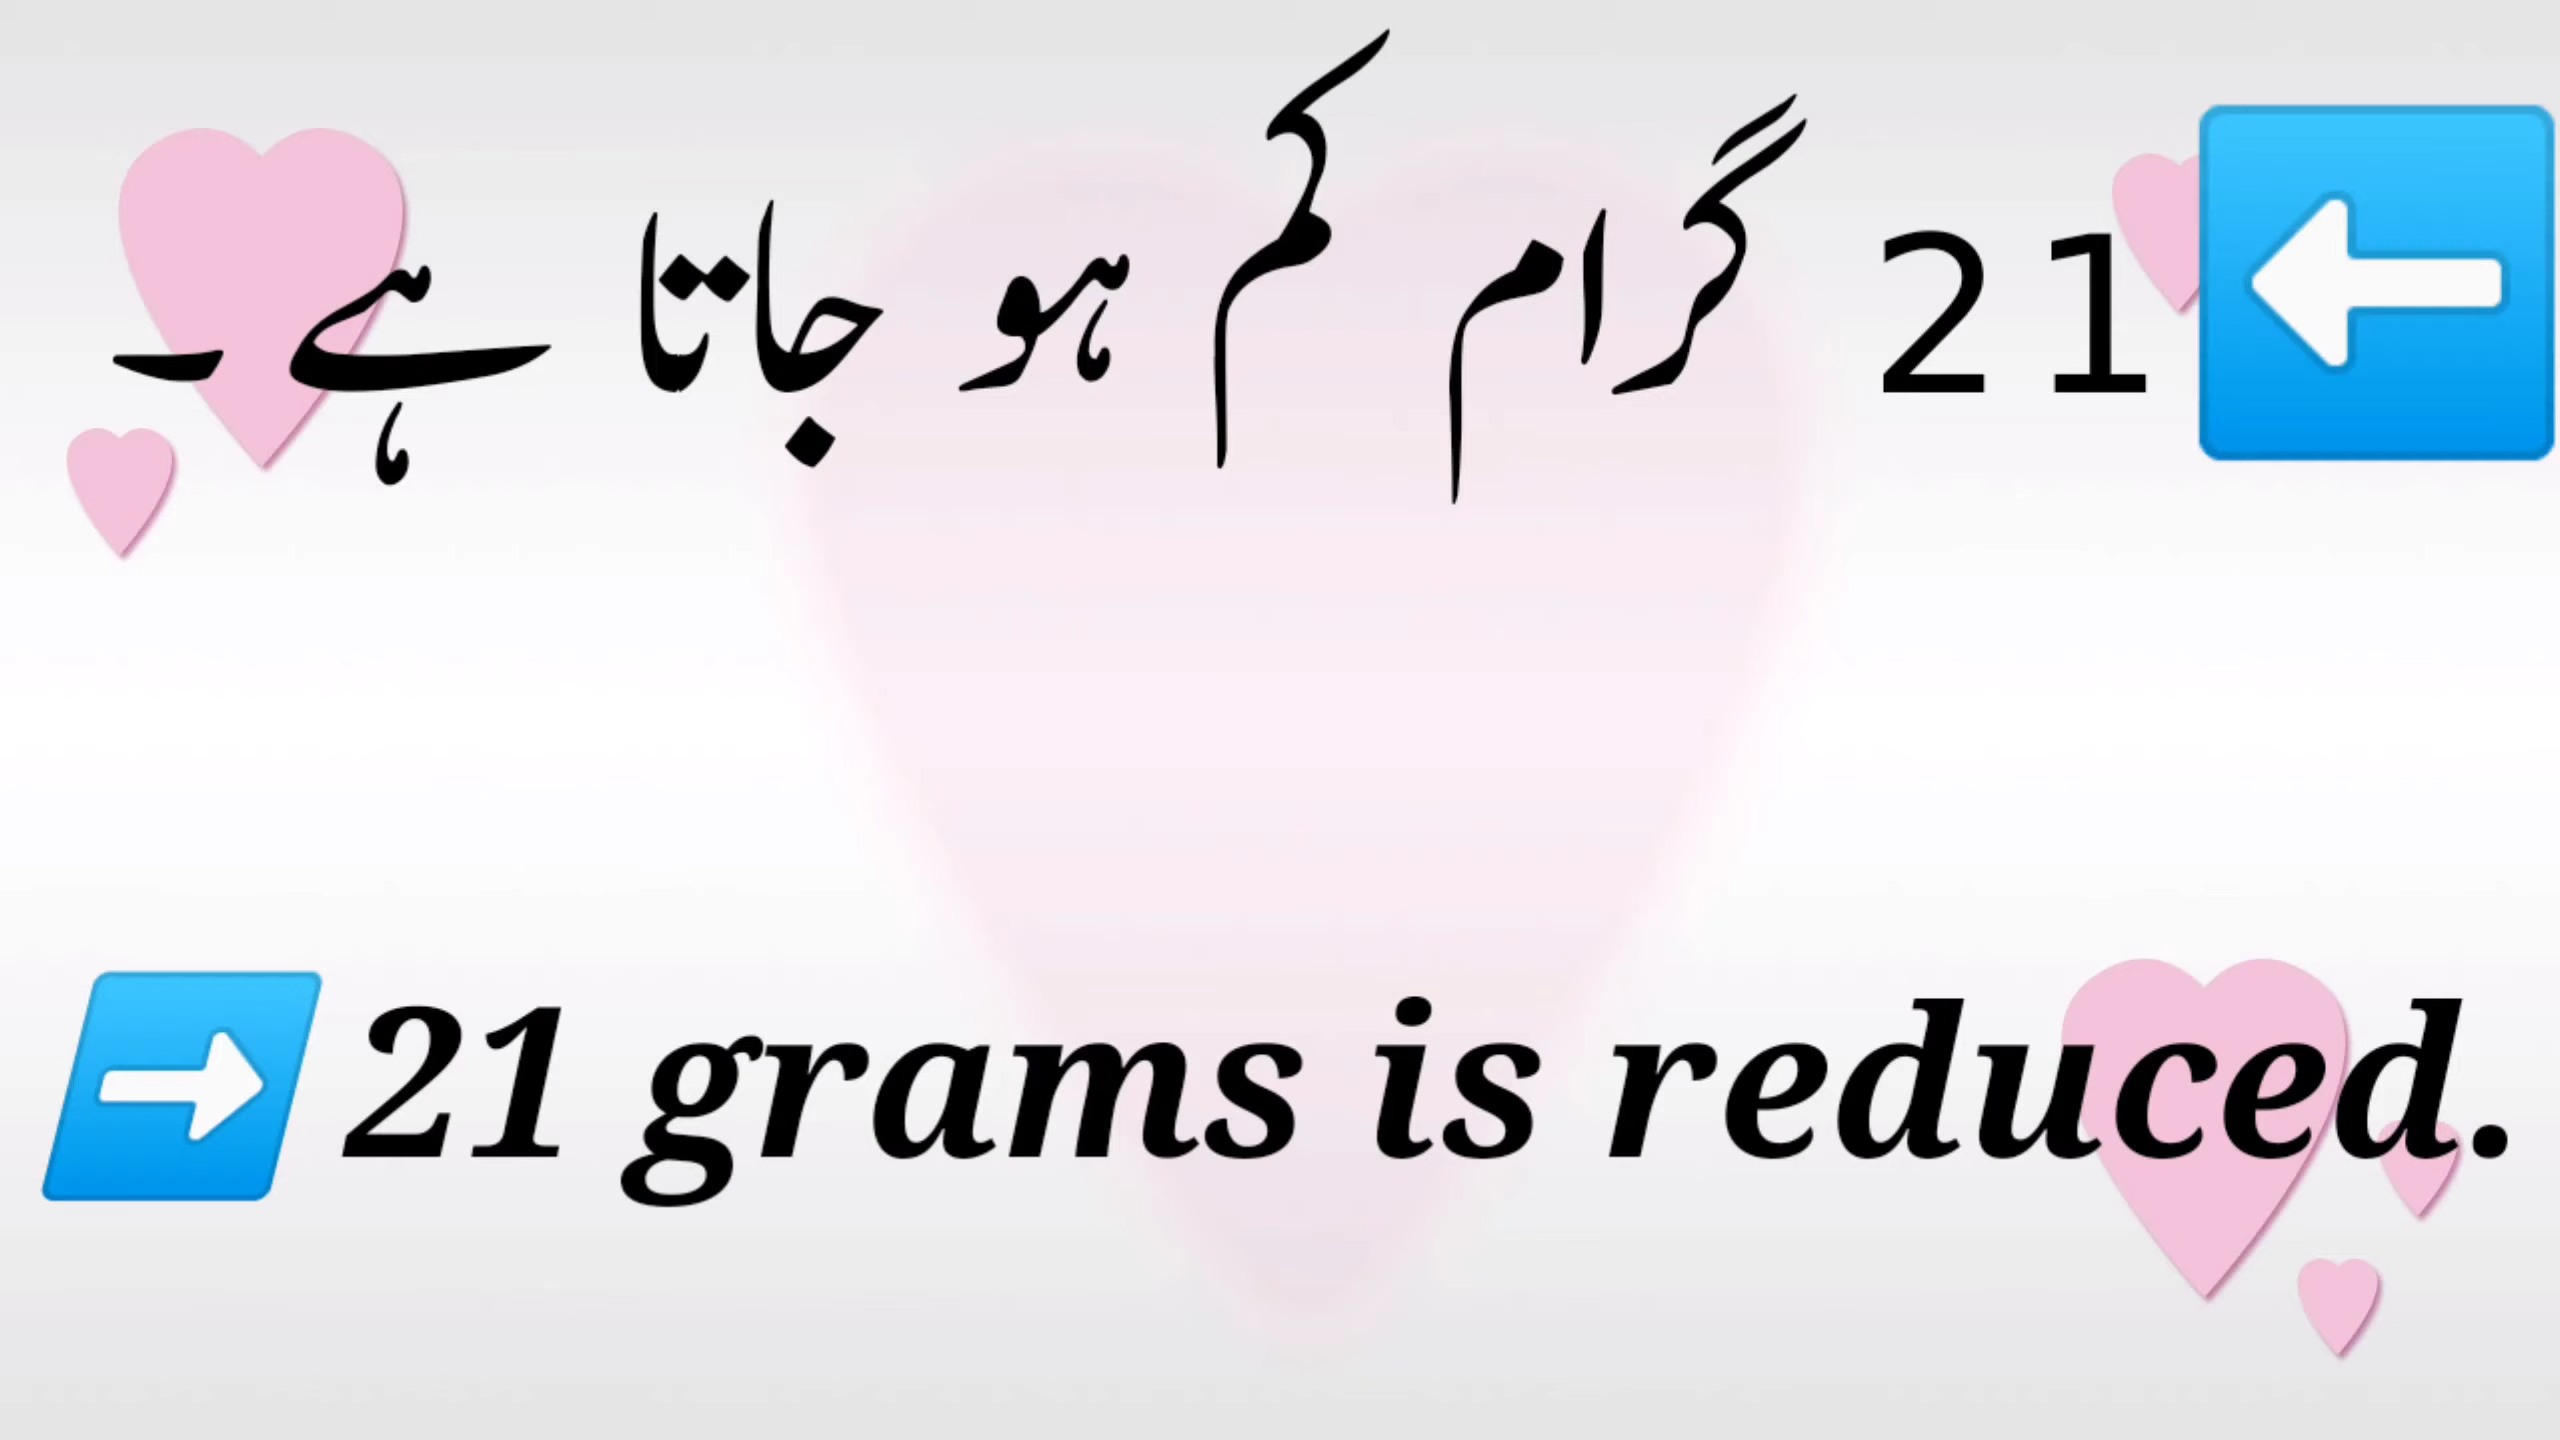 21 گرام کم ہو جاتا ہے ۔
21 grams is reduced.